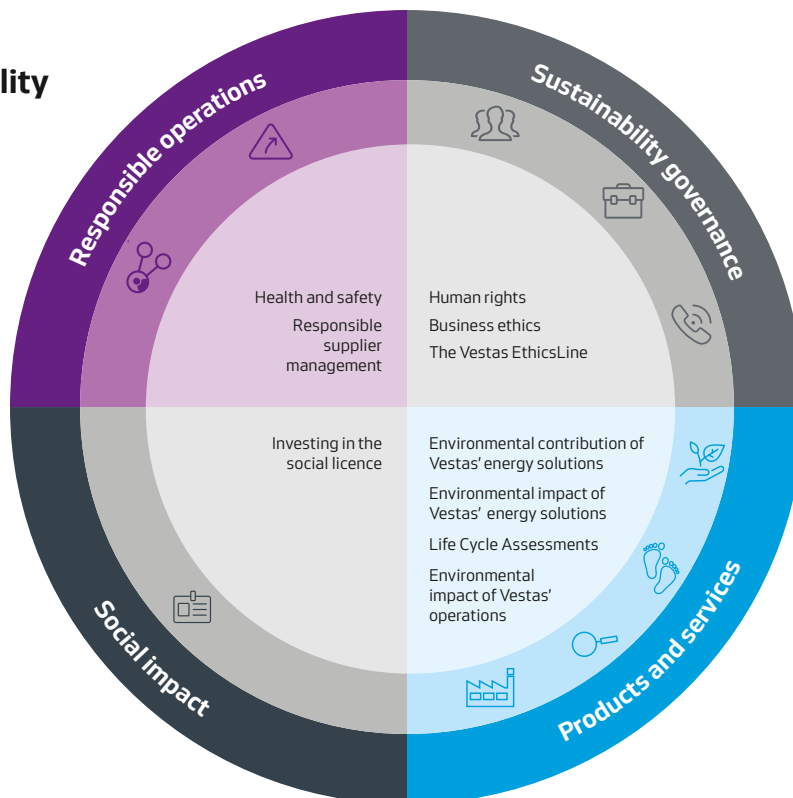 lity
Responsible operations
Sustainability governance
Health and safety
Responsible
supplier
management
Human rights
Business ethics
The Vestas EthicsLine
Investing in the
social licence
Environmental contribution of
Vestas’ energy solutions
Environmental impact of
Vestas’ energy solutions
Life Cycle Assessments
Environmental
impact of Vestas’
operations
Social impact
Products and services